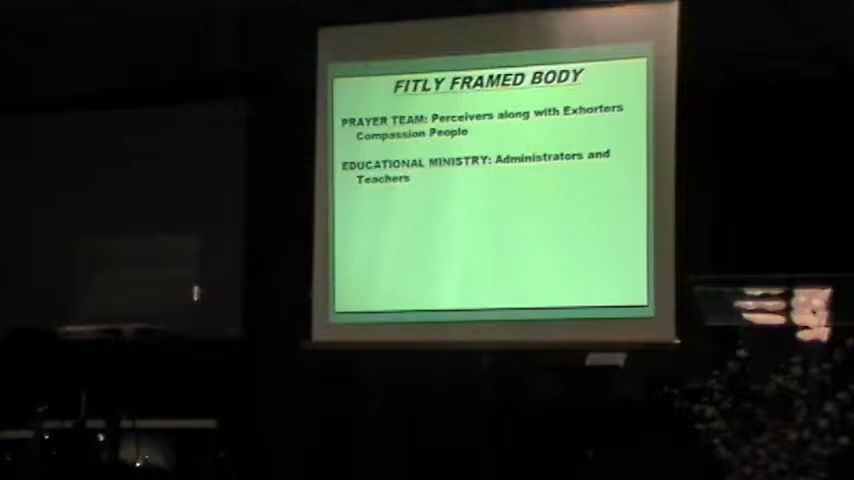 FITLY FRAMED BODY
PRAYER TEAM: Perceivers along with Exhorters
Compassion People
EDUCATIONAL MINISTRY: Administrators and
Teachers